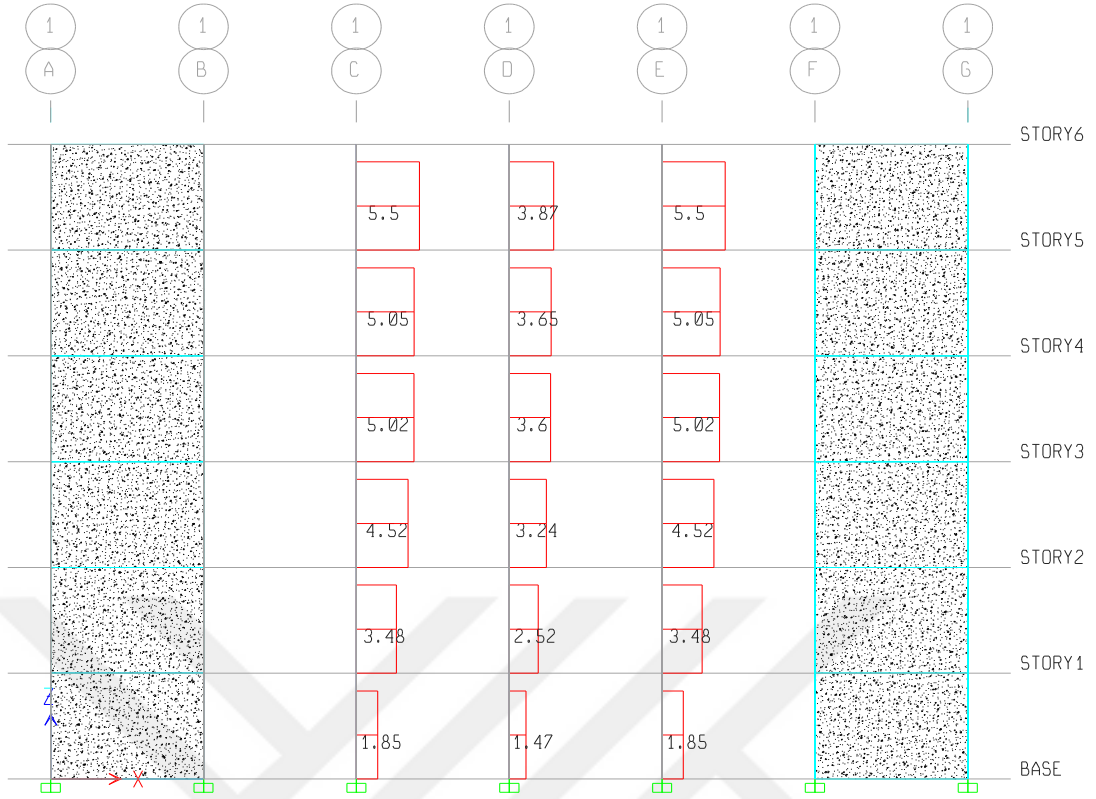 1 1 1 1 1 1 1
A B C D E F G
STORY6
5.5 3.87 5.5
STORY5
5.05 3.65 5.05
STORY4
5.02 3.6 5.02
STORY3
4.52 3.24 4.52
STORY2
3.48 2.52 3.48
STORY1
Z
1.85 1.47 1.85
X
BASE